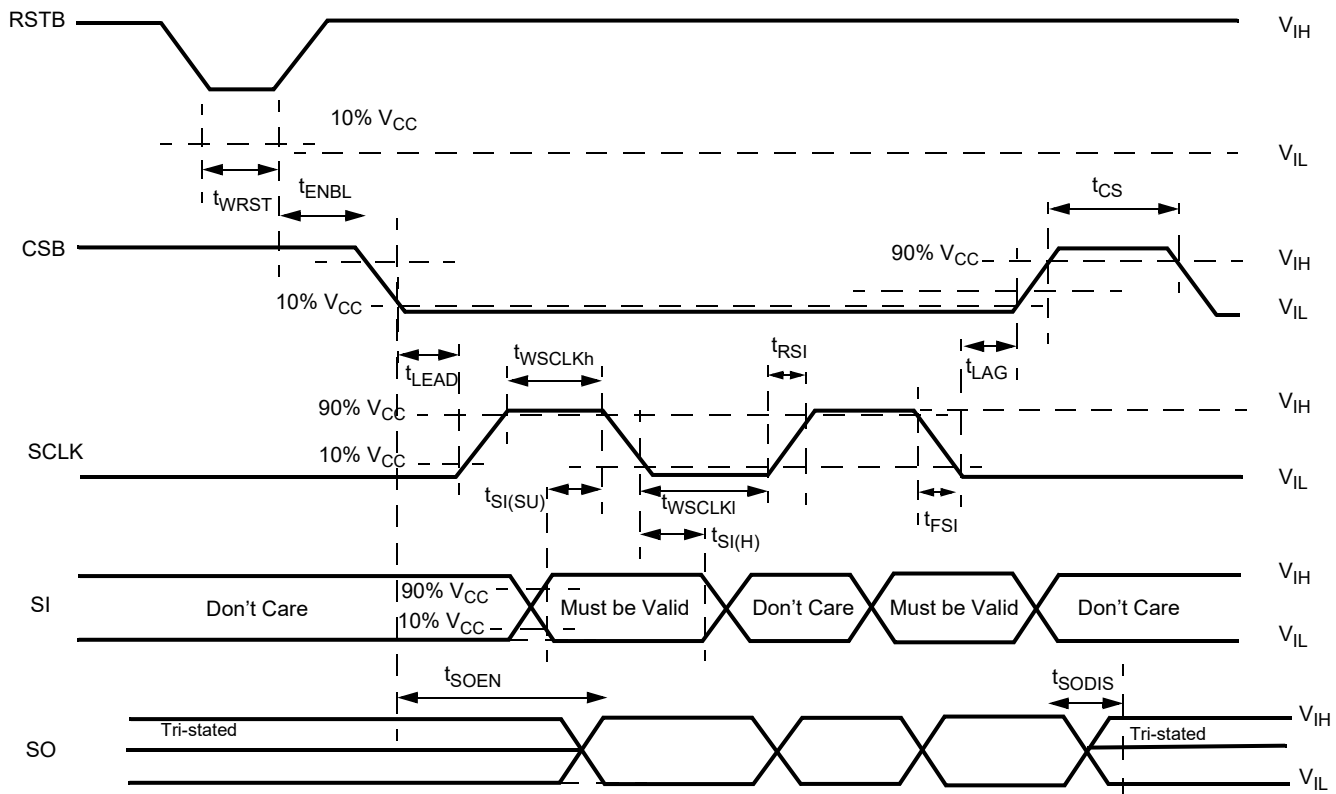 RSTB
V_IH
10% V_CC
V_IL
t_WRST
t_ENBL
t_CS
CSB
90% V_CC
V_IH
10% V_CC
V_IL
t_LEAD
t_WSCLKh
t_RSI
t_LAG
90% V_CC
V_IH
SCLK
10% V_CC
V_IL
t_SI(SU)
t_WSCLKl
t_FSI
t_SI(H)
SI
Don't Care
90% V_CC
10% V_CC
Must be Valid
Don't Care
Must be Valid
Don't Care
V_IH
V_IL
t_SOEN
t_SODIS
SO
Tri-stated
Tri-stated
V_IH
V_IL